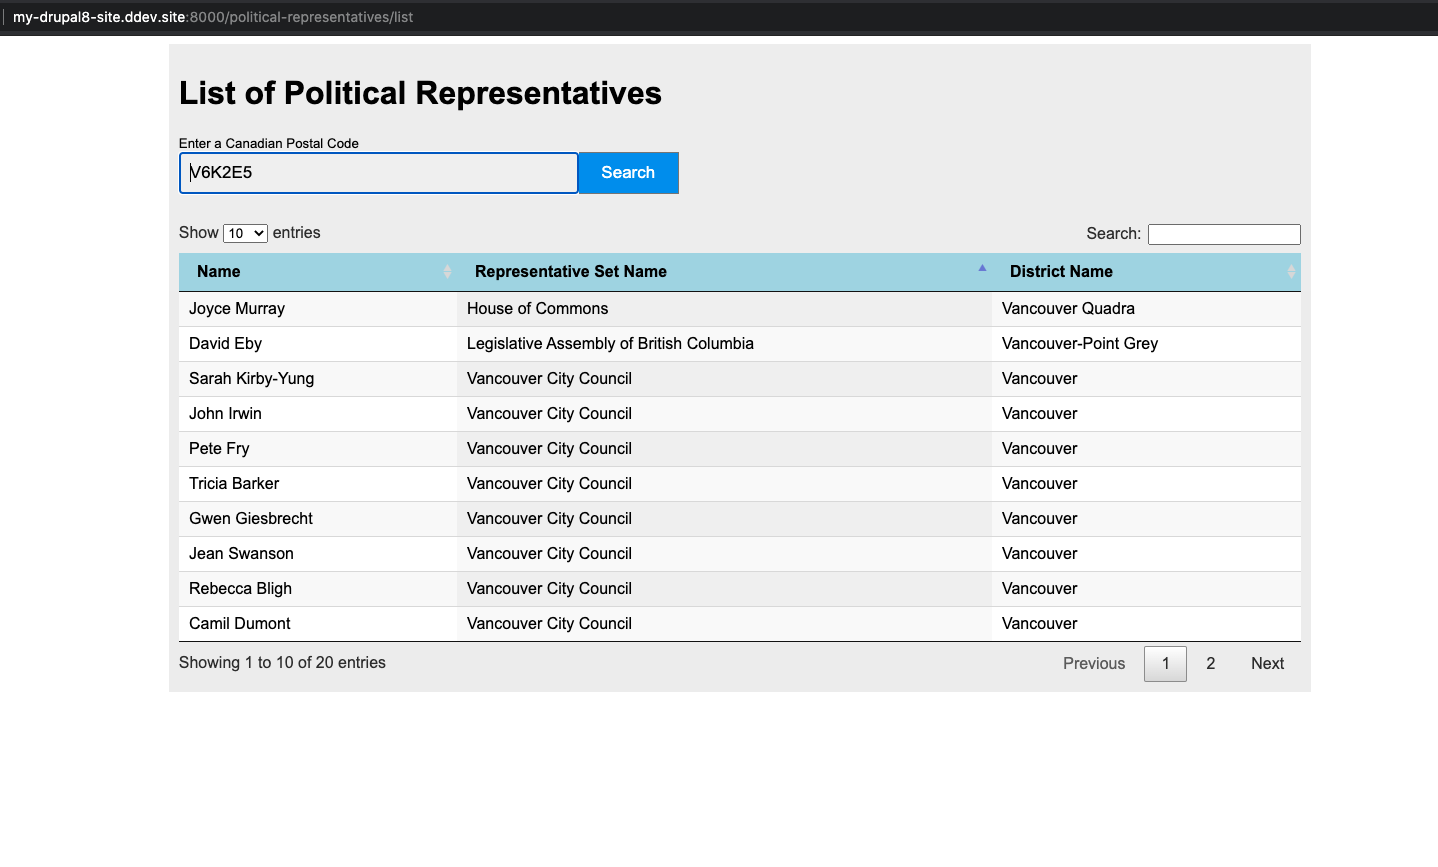 my-drupal8-site.ddev.site:8000/political-representatives/list
List of Political Representatives
Enter a Canadian Postal Code
V6K2E5 Search
Show 10 entries Search:
Name Representative Set Name District Name
Joyce Murray House of Commons Vancouver Quadra
David Eby Legislative Assembly of British Columbia Vancouver-Point Grey
Sarah Kirby-Yung Vancouver City Council Vancouver
John Irwin Vancouver City Council Vancouver
Pete Fry Vancouver City Council Vancouver
Tricia Barker Vancouver City Council Vancouver
Gwen Giesbrecht Vancouver City Council Vancouver
Jean Swanson Vancouver City Council Vancouver
Rebecca Bligh Vancouver City Council Vancouver
Camil Dumont Vancouver City Council Vancouver
Showing 1 to 10 of 20 entries Previous 1 2 Next